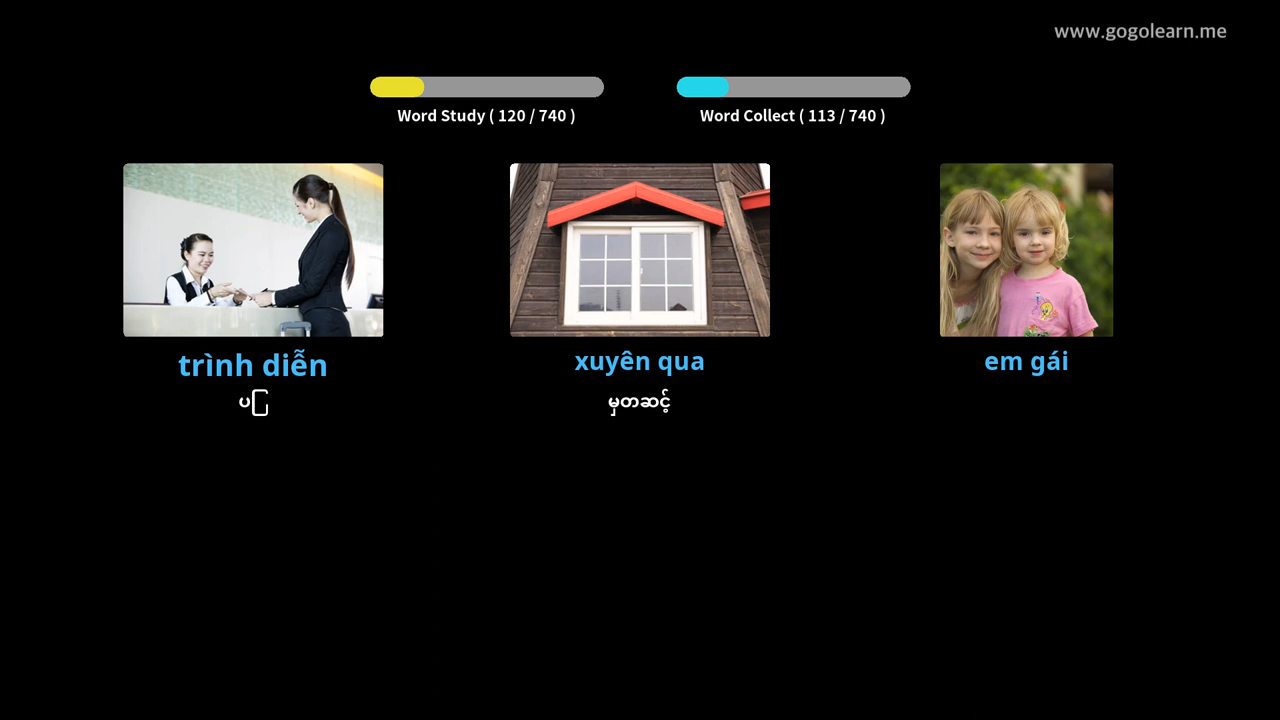 www.gogolearn.me
Word Study ( 120 / 740 )
Word Collect ( 113 / 740 )
trình diễn
xuyên qua
em gái
ပြ
မှတဆင့်